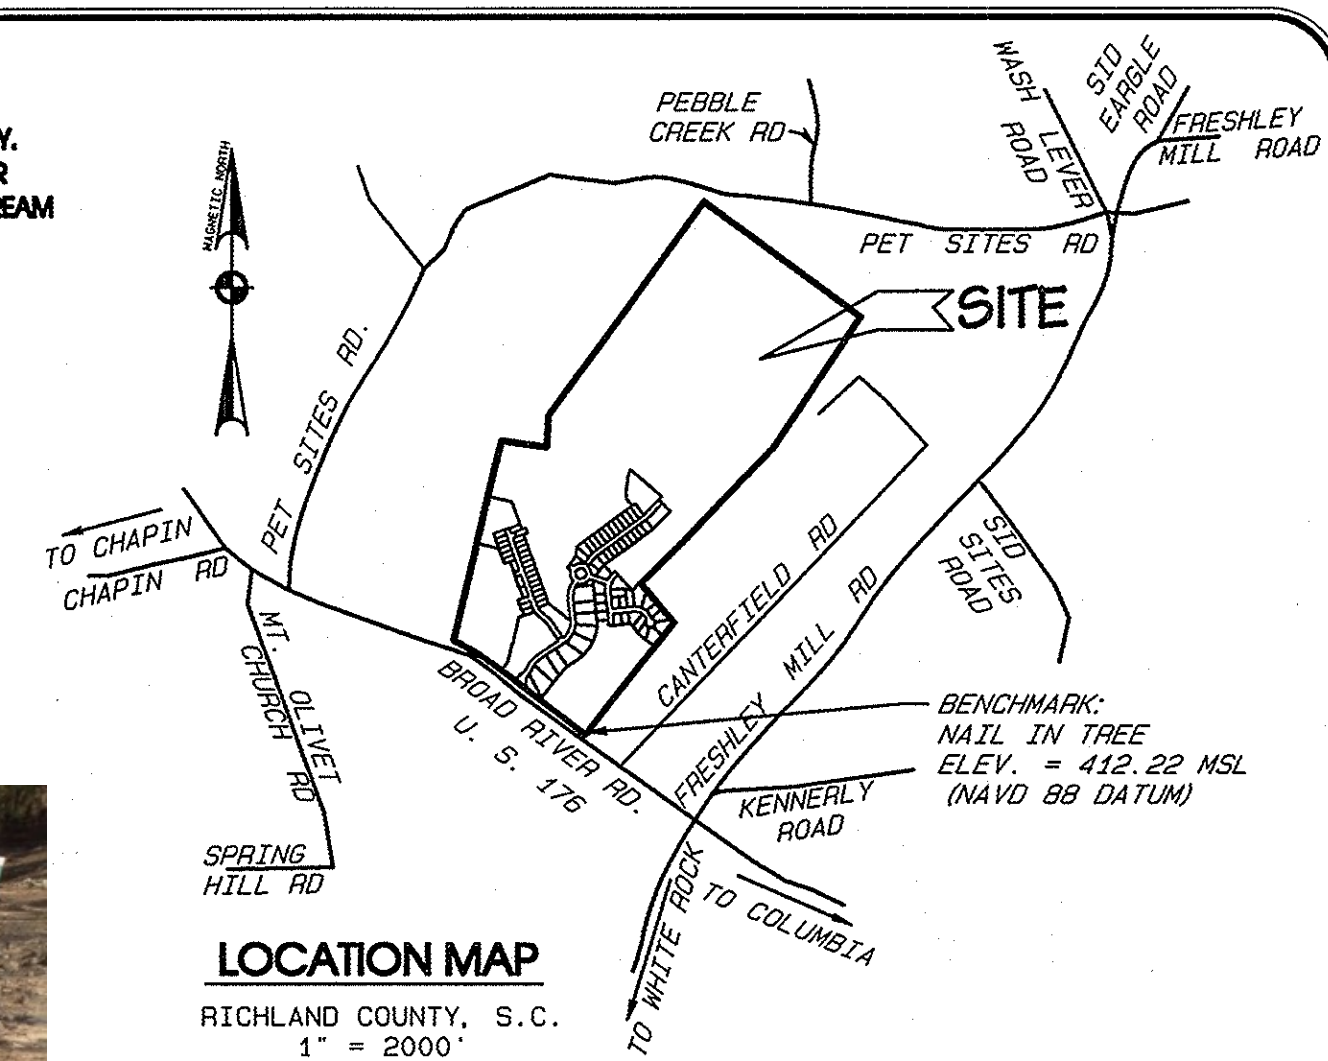 Y.
R
REAM
MAGNETIC NORTH
PEBBLE
CREEK RD
WASH LEVER
ROAD
SID
EARGLE
ROAD
FRESHLEY
MILL ROAD
PET SITES RD
SITE
PET SITES RD.
TO CHAPIN
CHAPIN RD
MT. OLIVET
CHURCH RD
SPRING
HILL RD
BROAD RIVER RD.
U. S. 176
CANTERFIELD RD
FRESHLEY MILL RD
SID
SITES
ROAD
BENCHMARK:
NAIL IN TREE
ELEV. = 412.22 MSL
(NAVD 88 DATUM)
KENNERLY
ROAD
TO WHITE ROCK
TO COLUMBIA
LOCATION MAP
RICHLAND COUNTY, S.C.
1" = 2000'